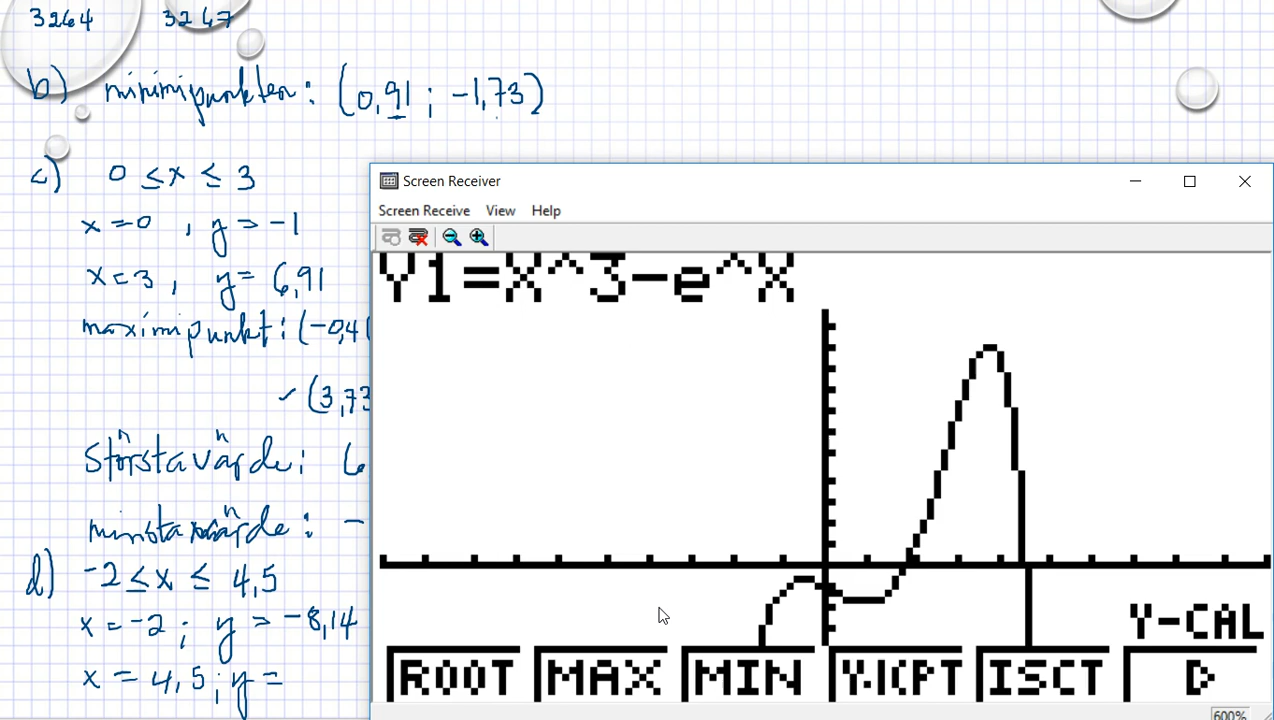 3264 3247
b) minimipunkten: (0,91 ; -1,73)
c) 0 ≤ x ≤ 3
x = 0 , y = -1
x = 3 , y = 6,91
maximipunkt: (-0,4
(3,73
Största värde: 6
minsta värde: -
d) -2 ≤ x ≤ 4,5
x = -2 ; y = -8,14
x = 4,5 ; y =
Screen Receiver
Screen Receive View Help
Y1=X^3-e^X
Y-CAL
ROOT MAX MIN Y-ICPT ISCT
600%